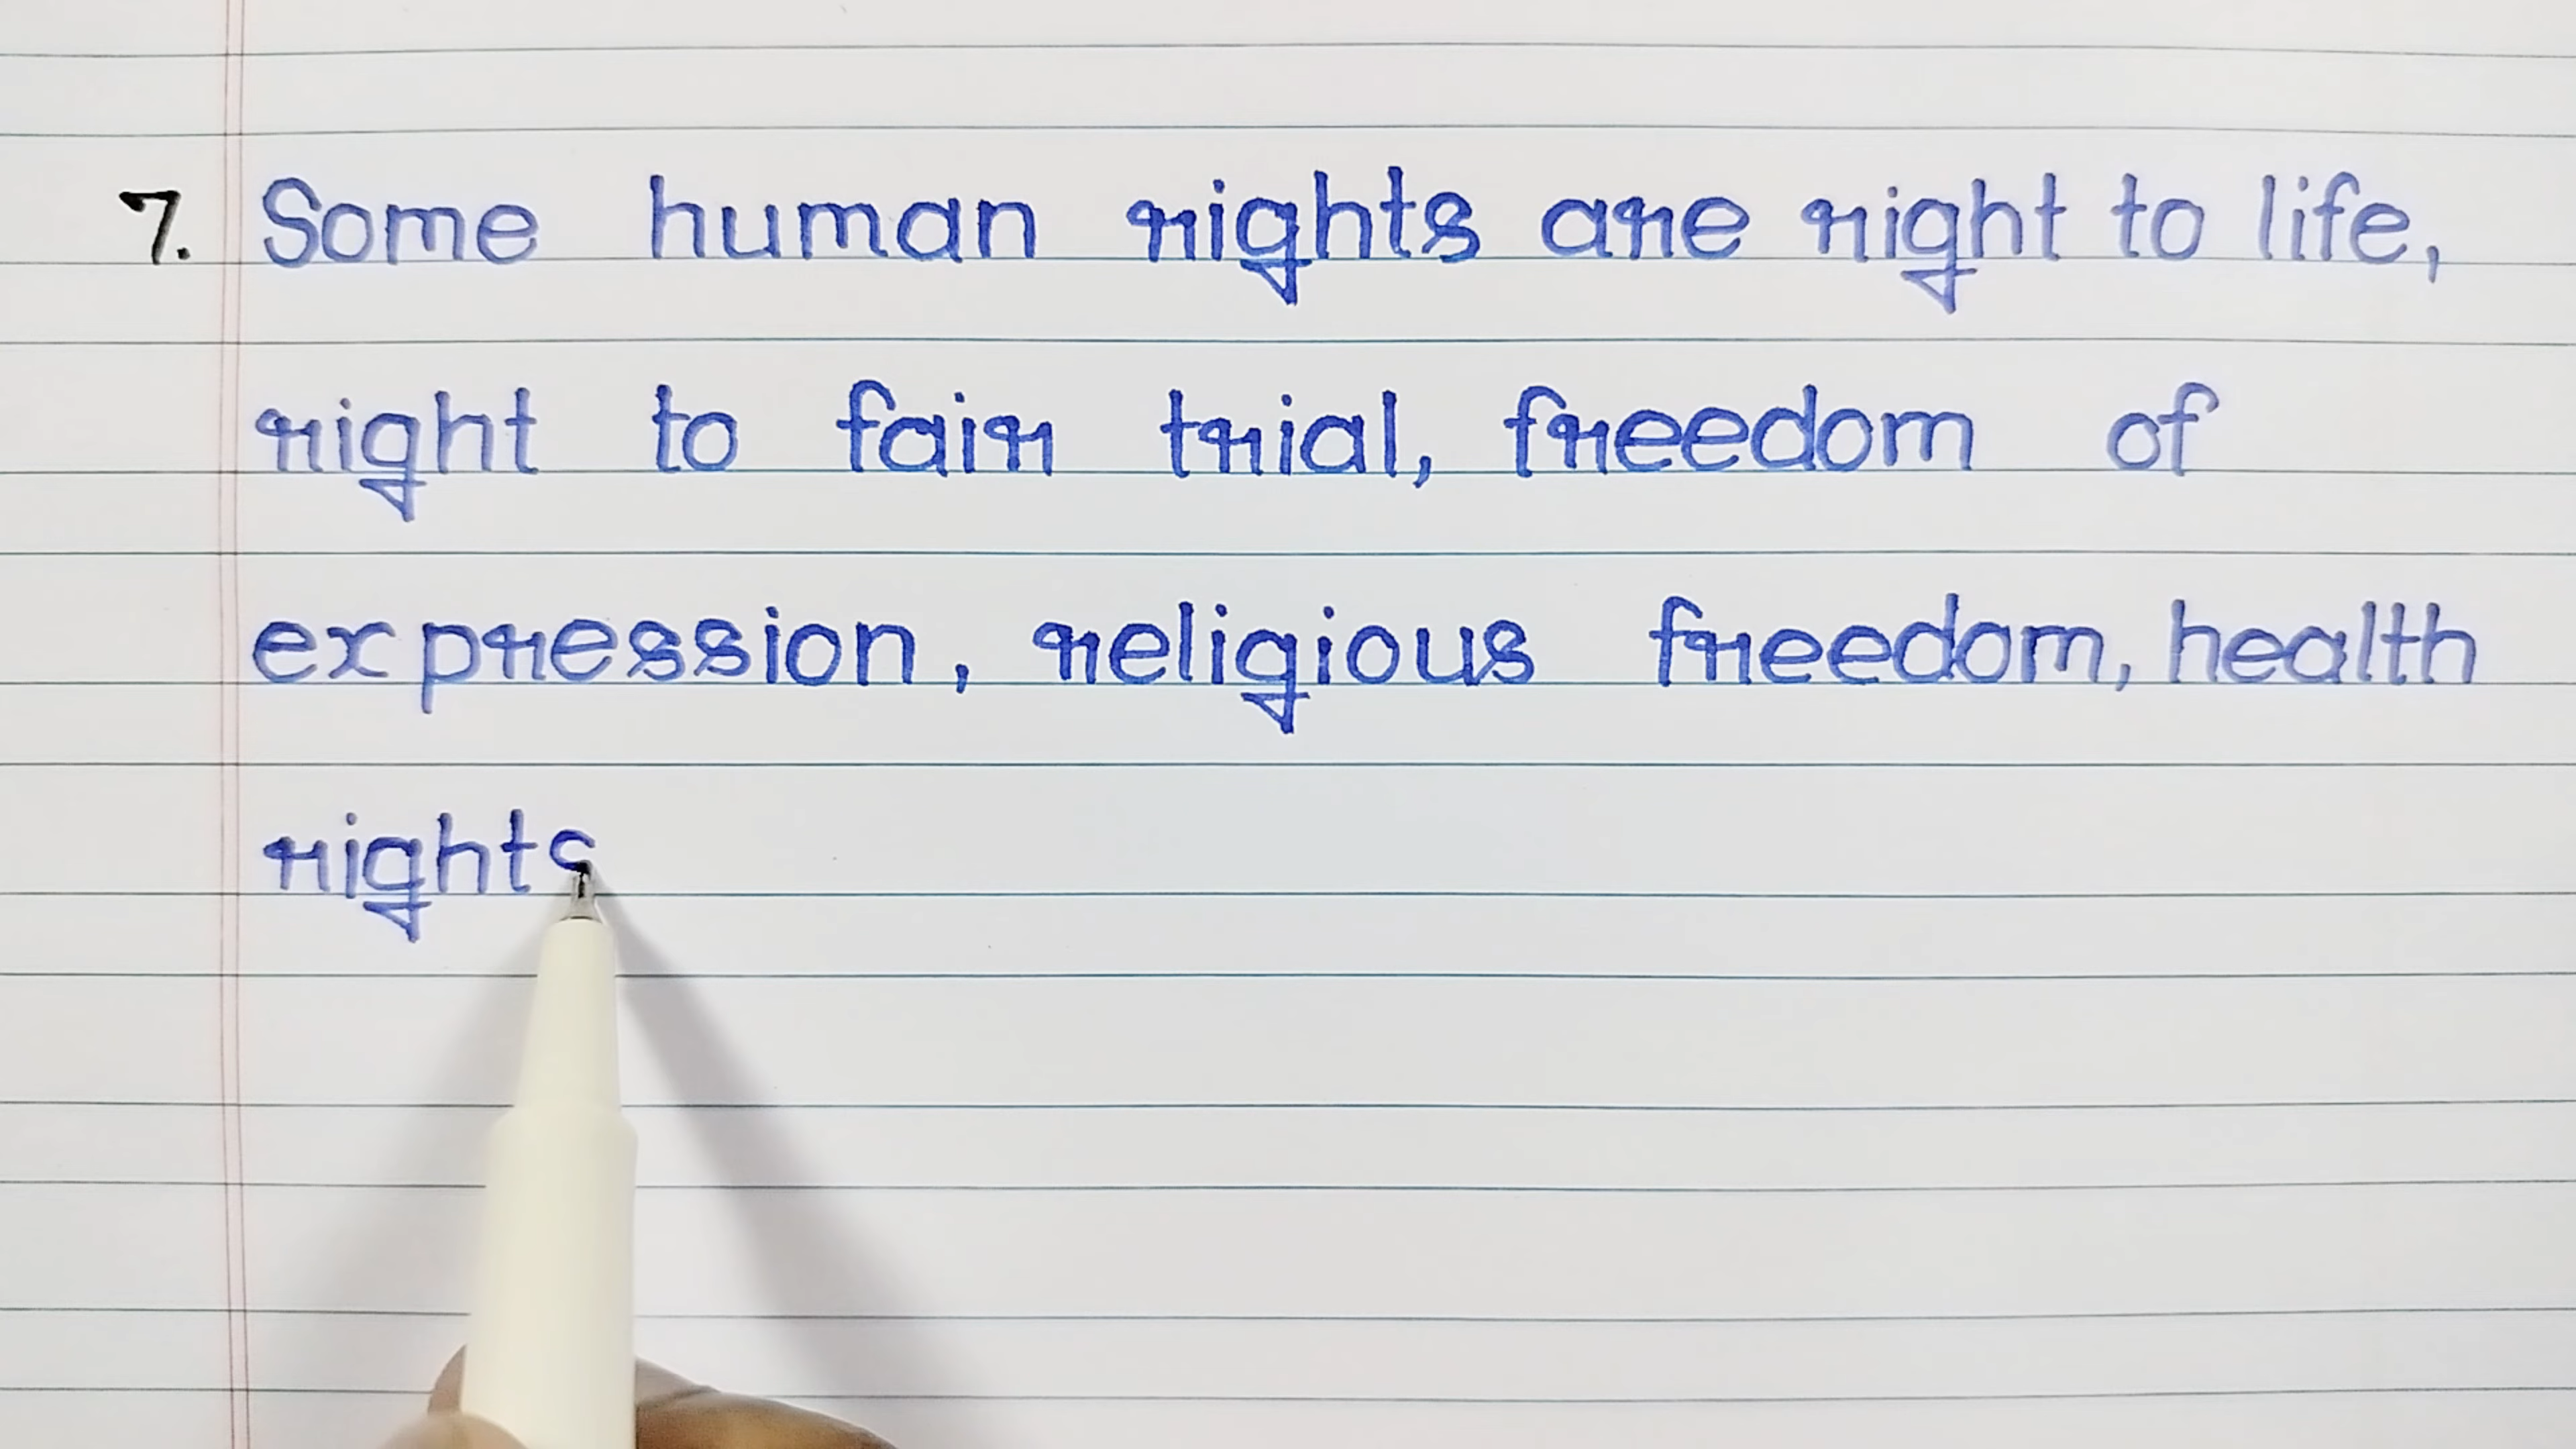 7. Some human rights are right to life,
right to fair trial, freedom of
expression, religious freedom, health
rights